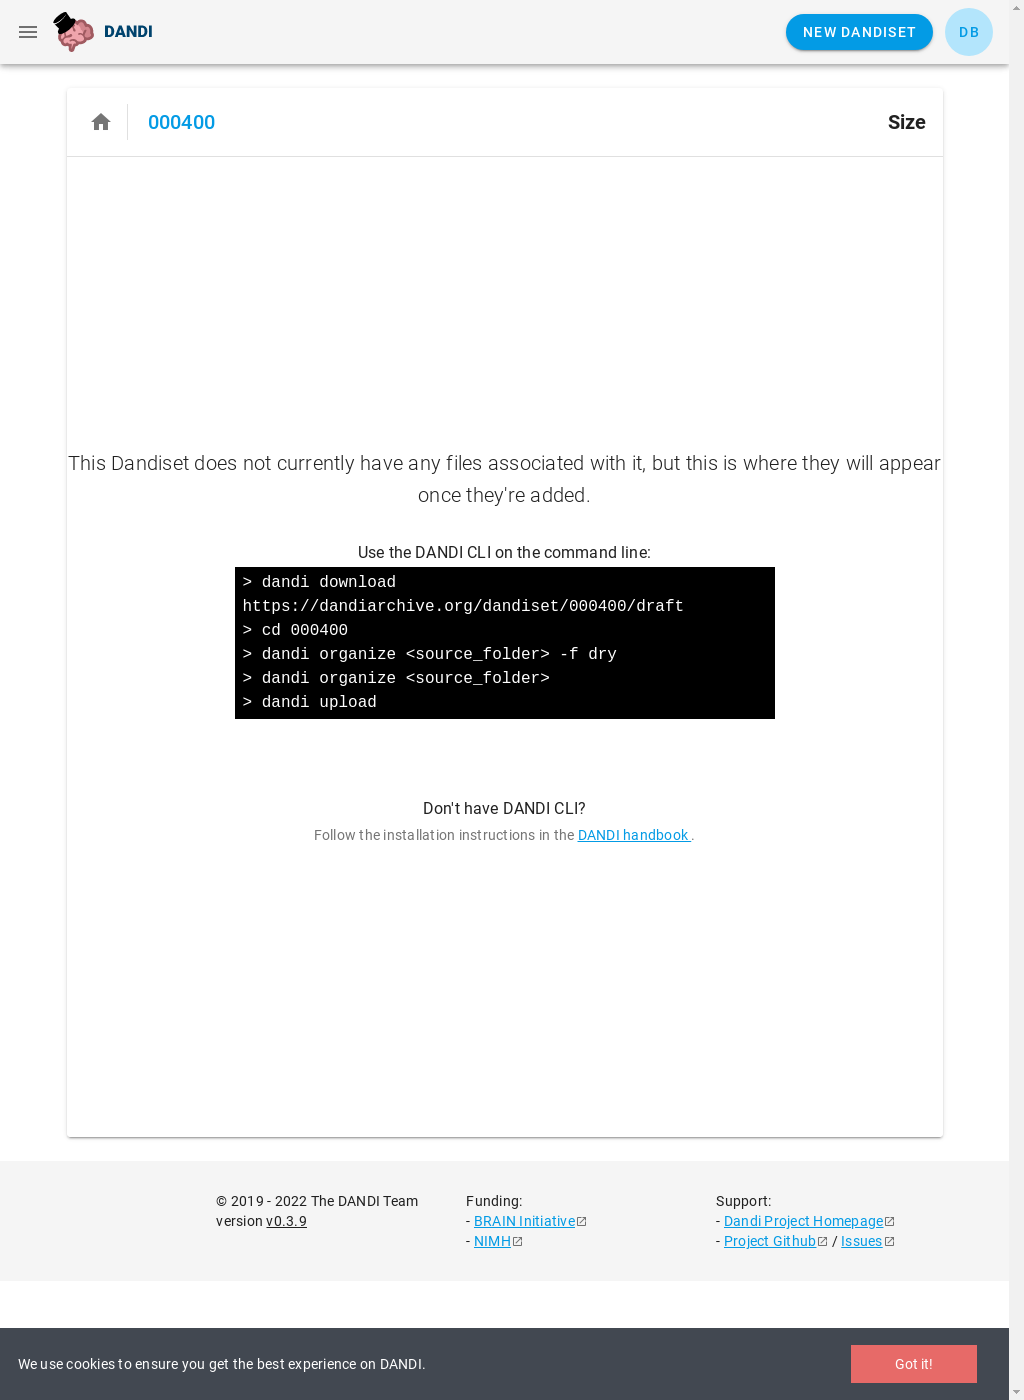 DANDI
NEW DANDISET
DB
000400
Size
This Dandiset does not currently have any files associated with it, but this is where they will appear
once they're added.
Use the DANDI CLI on the command line:
> dandi download
https://dandiarchive.org/dandiset/000400/draft
> cd 000400
> dandi organize <source_folder> -f dry
> dandi organize <source_folder>
> dandi upload
Don't have DANDI CLI?
Follow the installation instructions in the DANDI handbook .
© 2019 - 2022 The DANDI Team
version v0.3.9
Funding:
- BRAIN Initiative
- NIMH
Support:
- Dandi Project Homepage
- Project Github / Issues
We use cookies to ensure you get the best experience on DANDI.
Got it!